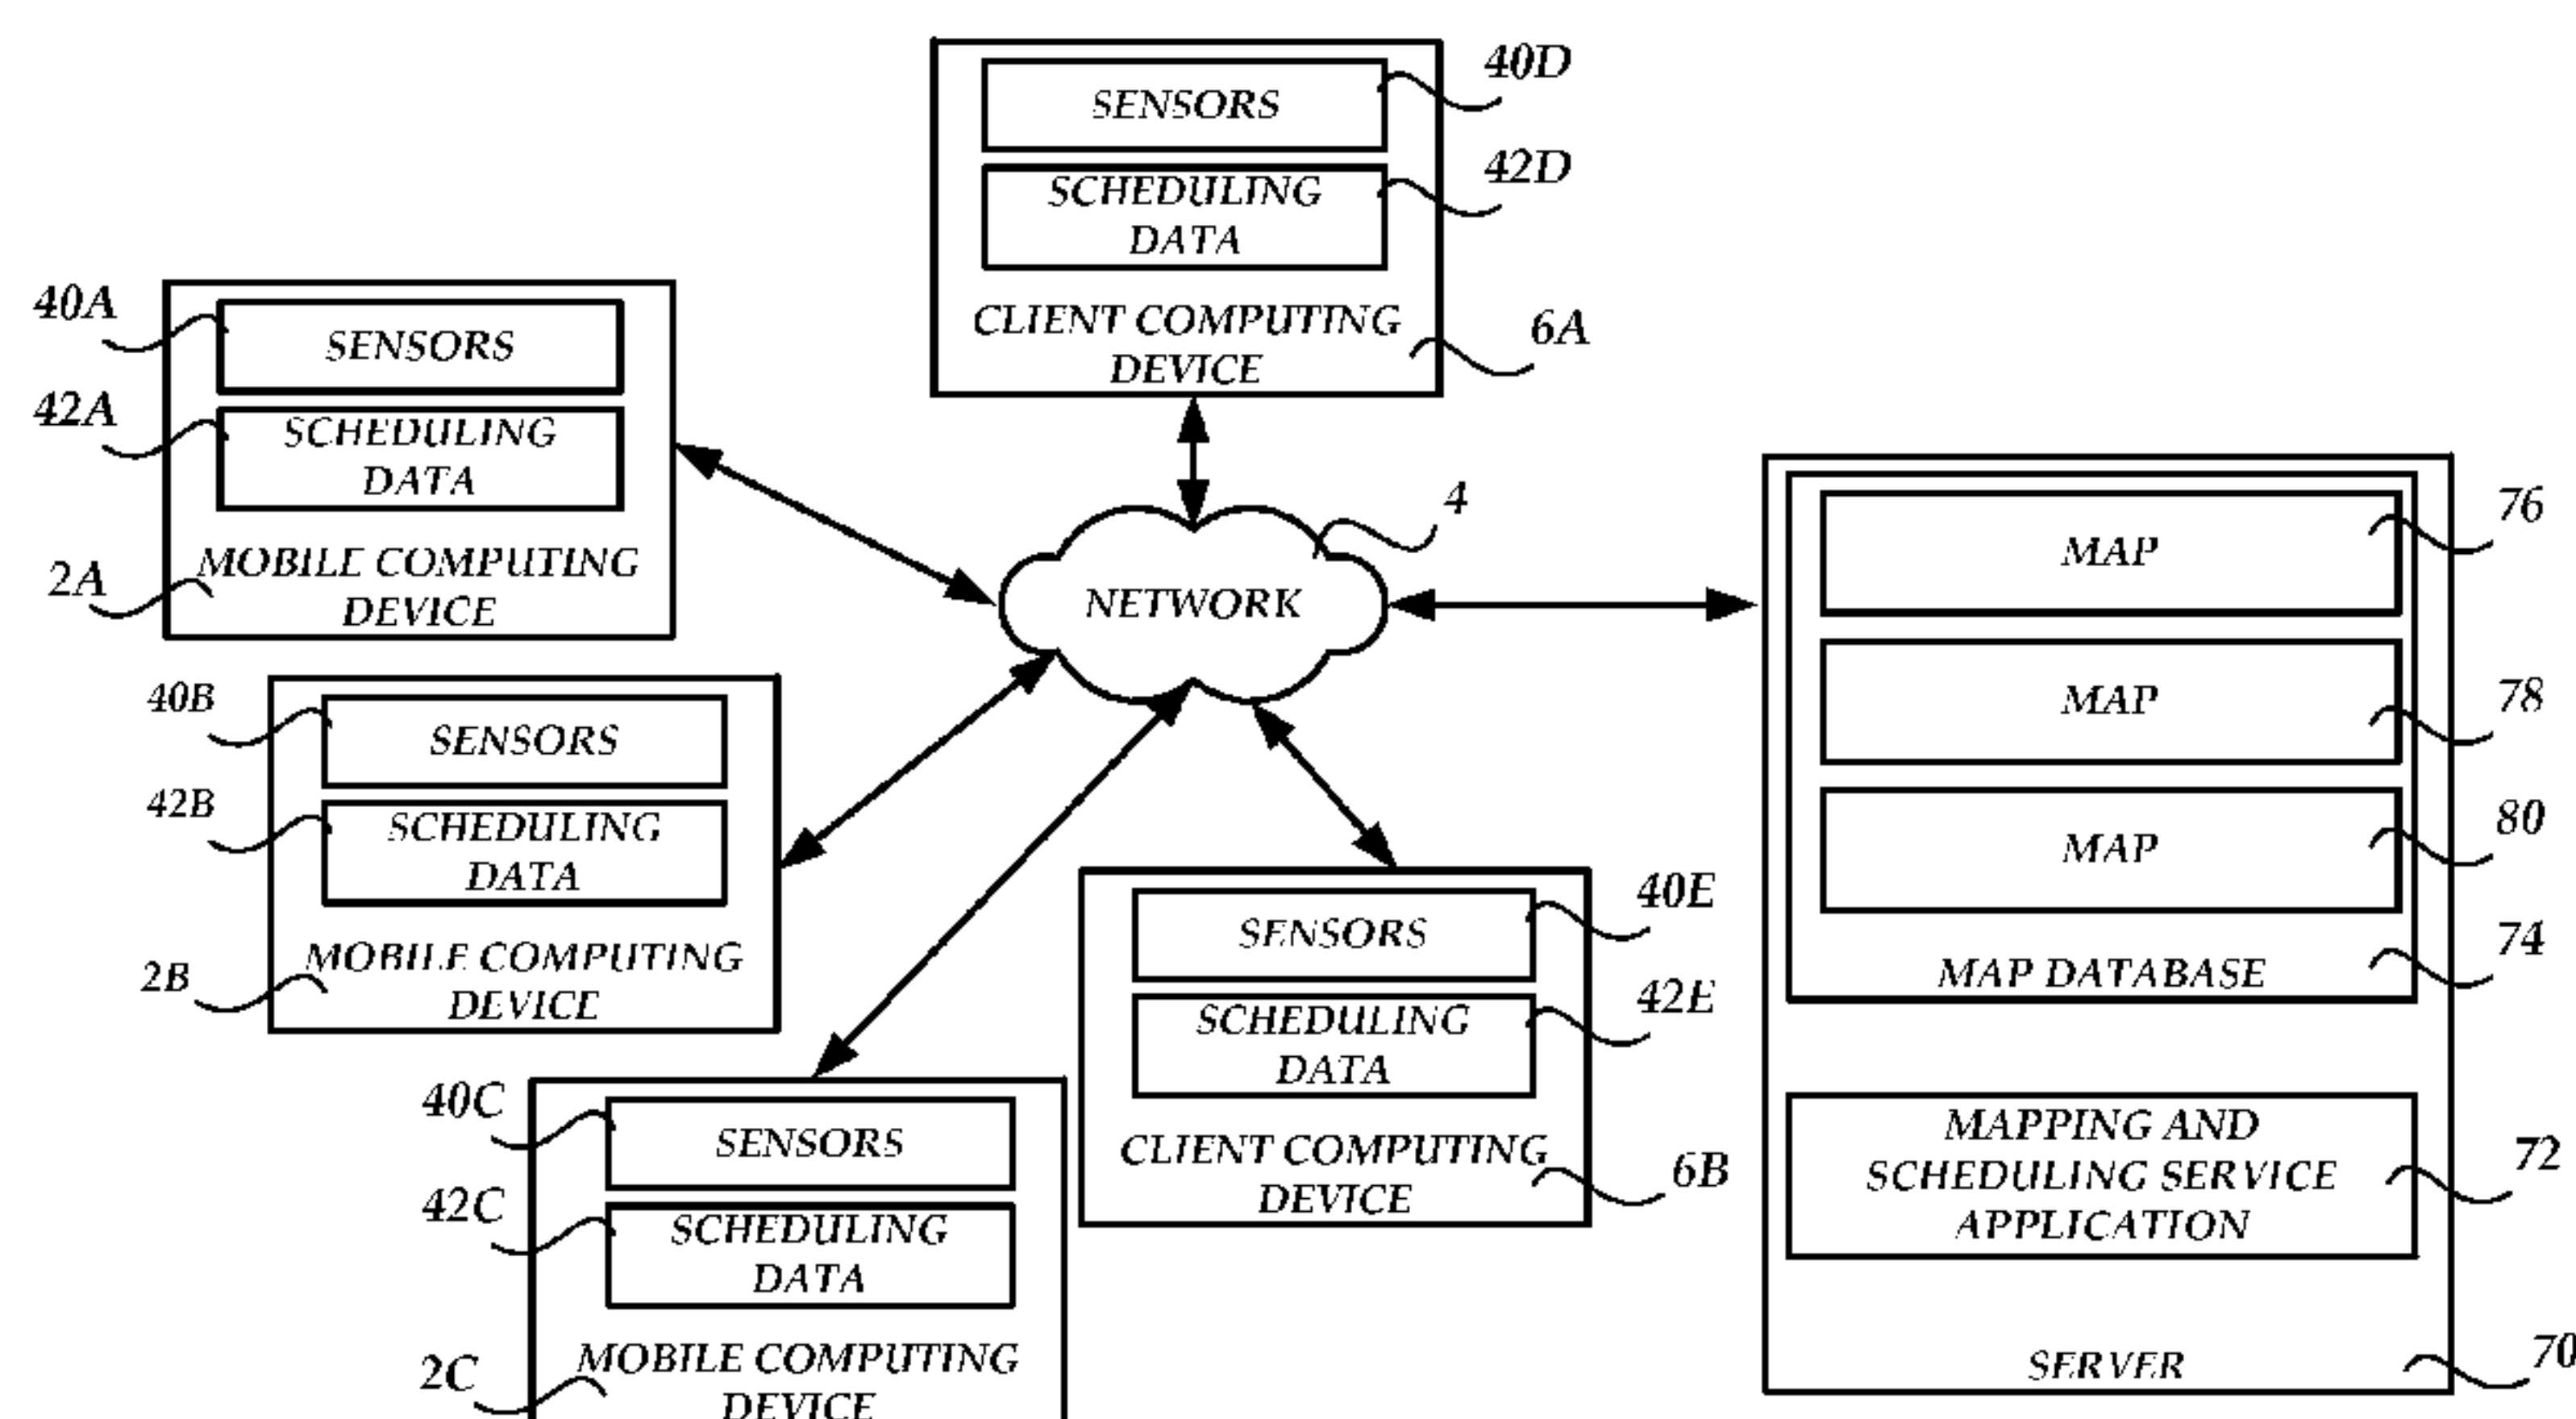 40D
SENSORS
42D
SCHEDULING
DATA
CLIENT COMPUTING
DEVICE
6A
40A
SENSORS
42A
SCHEDULING
DATA
MOBILE COMPUTING
DEVICE
2A
4
NETWORK
40B
SENSORS
42B
SCHEDULING
DATA
MOBILE COMPUTING
DEVICE
2B
40C
SENSORS
42C
SCHEDULING
DATA
MOBILE COMPUTING
DEVICE
2C
40E
SENSORS
42E
SCHEDULING
DATA
CLIENT COMPUTING
DEVICE
6B
MAP
76
MAP
78
MAP
80
MAP DATABASE
74
MAPPING AND
SCHEDULING SERVICE
APPLICATION
72
SERVER
70